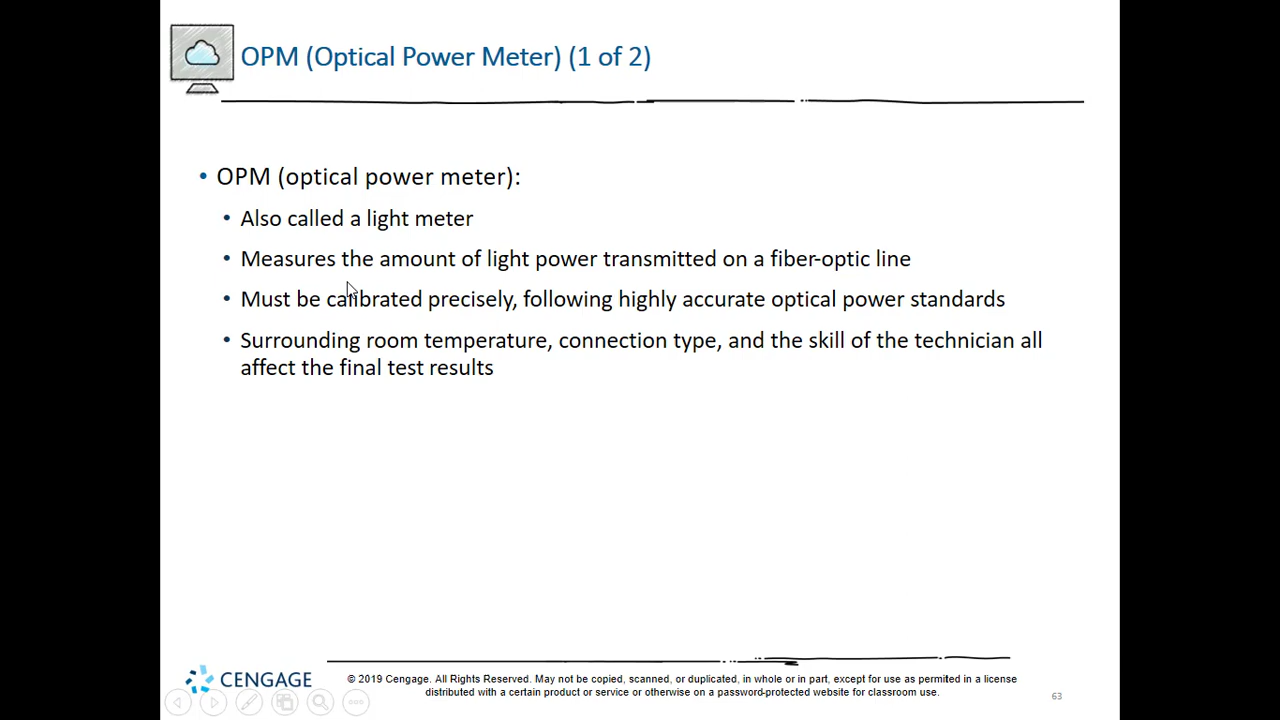 OPM (Optical Power Meter) (1 of 2)
• OPM (optical power meter):
• Also called a light meter
• Measures the amount of light power transmitted on a fiber-optic line
• Must be calibrated precisely, following highly accurate optical power standards
• Surrounding room temperature, connection type, and the skill of the technician all
affect the final test results
CENGAGE
© 2019 Cengage. All Rights Reserved. May not be copied, scanned, or duplicated, in whole or in part, except for use as permitted in a license
distributed with a certain product or service or otherwise on a password-protected website for classroom use.
63